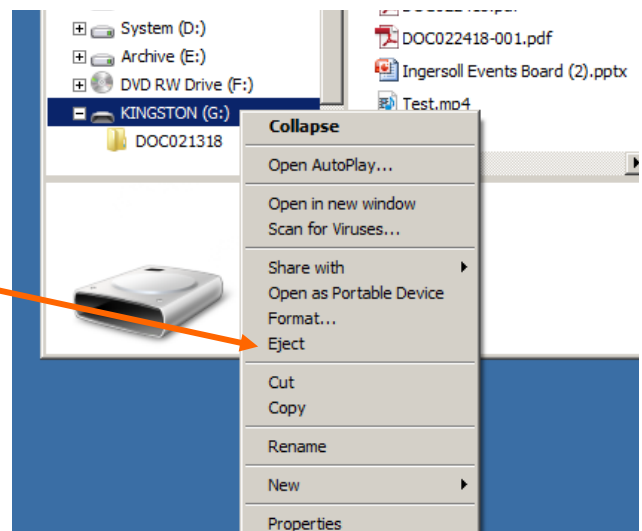 System (D:)
Archive (E:)
DVD RW Drive (F:)
KINGSTON (G:)
DOC021318
DOC022418-001.pdf
Ingersoll Events Board (2).pptx
Test.mp4
Collapse
Open AutoPlay...
Open in new window
Scan for Viruses...
Share with
Open as Portable Device
Format...
Eject
Cut
Copy
Rename
New
Properties